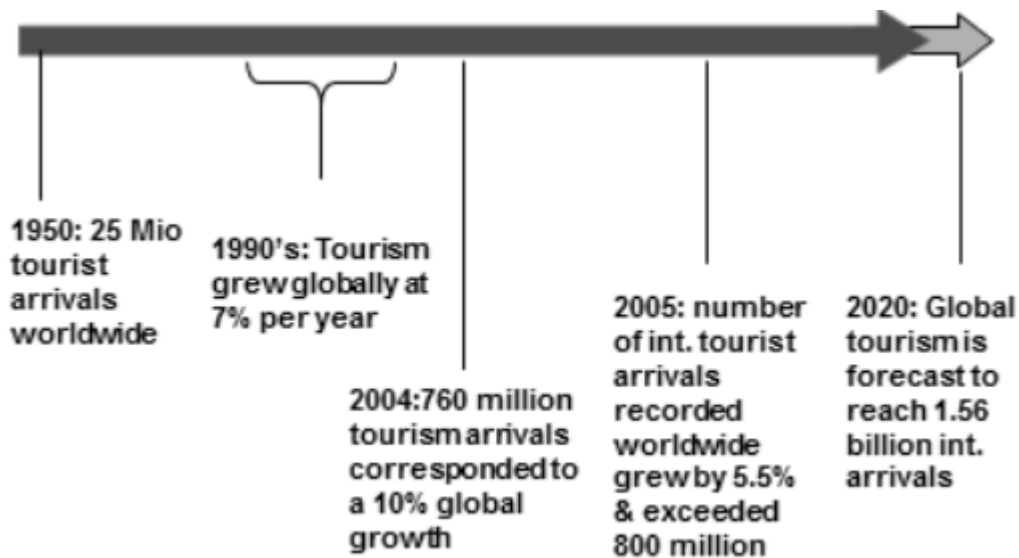 1950: 25 Mio
tourist
arrivals
worldwide
1990's: Tourism
grew globally at
7% per year
2004:760 million
tourism arrivals
corresponded to
a 10% global
growth
2005: number
of int. tourist
arrivals
recorded
worldwide
grew by 5.5%
& exceeded
800 million
2020: Global
tourism is
forecast to
reach 1.56
billion int.
arrivals